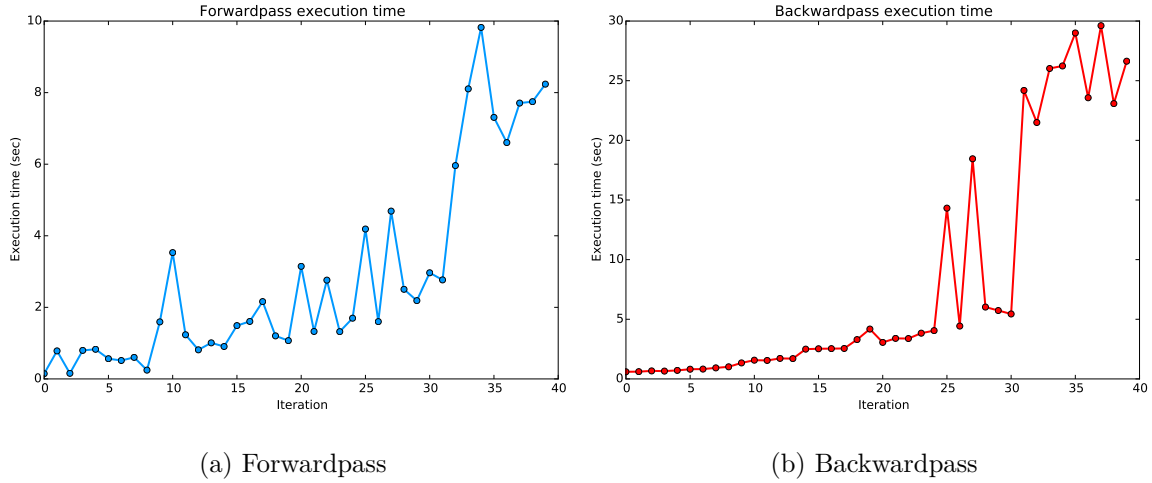 Forwardpass execution time
10
8
6
4
2
0
Execution time (sec)
0 5 10 15 20 25 30 35 40
Iteration
(a) Forwardpass
Backwardpass execution time
30
25
20
15
10
5
0
Execution time (sec)
0 5 10 15 20 25 30 35 40
Iteration
(b) Backwardpass